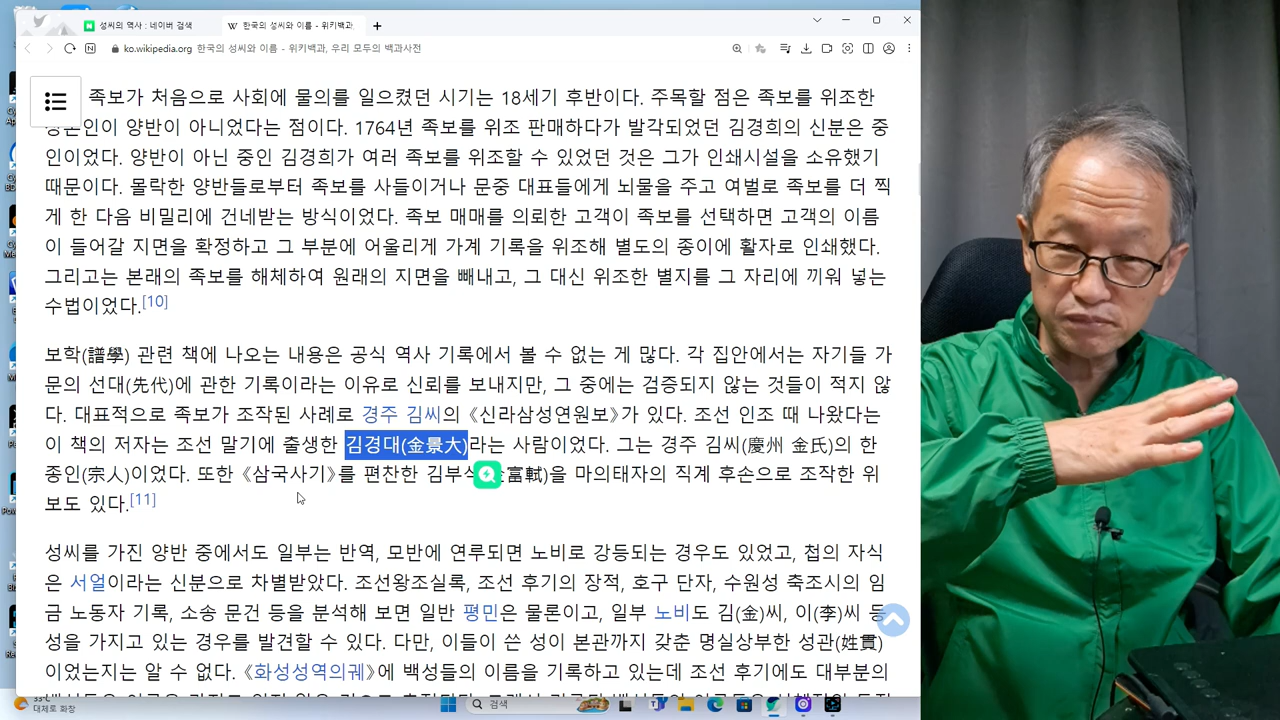 성씨의 역사 : 네이버 검색
한국의 성씨와 이름 - 위키백과,
ko.wikipedia.org 한국의 성씨와 이름 - 위키백과, 우리 모두의 백과사전
족보가 처음으로 사회에 물의를 일으켰던 시기는 18세기 후반이다. 주목할 점은 족보를 위조한
이 양반이 아니었다는 점이다. 1764년 족보를 위조 판매하다가 발각되었던 김경희의 신분은 중
인이었다. 양반이 아닌 중인 김경희가 여러 족보를 위조할 수 있었던 것은 그가 인쇄시설을 소유했기
때문이다. 몰락한 양반들로부터 족보를 사들이거나 문중 대표들에게 뇌물을 주고 여벌로 족보를 더 찍
게 한 다음 비밀리에 건네받는 방식이었다. 족보 매매를 의뢰한 고객이 족보를 선택하면 고객의 이름
이 들어갈 지면을 확정하고 그 부분에 어울리게 가계 기록을 위조해 별도의 종이에 활자로 인쇄했다.
그리고는 본래의 족보를 해체하여 원래의 지면을 빼내고, 그 대신 위조한 별지를 그 자리에 끼워 넣는
수법이었다.[10]
보학(譜學) 관련 책에 나오는 내용은 공식 역사 기록에서 볼 수 없는 게 많다. 각 집안에서는 자기들 가
문의 선대(先代)에 관한 기록이라는 이유로 신뢰를 보내지만, 그 중에는 검증되지 않는 것들이 적지 않
다. 대표적으로 족보가 조작된 사례로 경주 김씨의 《신라삼성연원보》가 있다. 조선 인조 때 나왔다는
이 책의 저자는 조선 말기에 출생한 김경대(金景大)라는 사람이었다. 그는 경주 김씨(慶州 金氏)의 한
종인(宗人)이었다. 또한 《삼국사기》를 편찬한 김부식 富軾)을 마의태자의 직계 후손으로 조작한 위
보도 있다.[11]
성씨를 가진 양반 중에서도 일부는 반역, 모반에 연루되면 노비로 강등되는 경우도 있었고, 첩의 자식
은 서얼이라는 신분으로 차별받았다. 조선왕조실록, 조선 후기의 장적, 호구 단자, 수원성 축조시의 임
금 노동자 기록, 소송 문건 등을 분석해 보면 일반 평민은 물론이고, 일부 노비도 김(金)씨, 이(李)씨 등
성을 가지고 있는 경우를 발견할 수 있다. 다만, 이들이 쓴 성이 본관까지 갖춘 명실상부한 성관(姓貫)
이었는지는 알 수 없다. 《화성성역의궤》에 백성들의 이름을 기록하고 있는데 조선 후기에도 대부분의
대체로 화창
검색